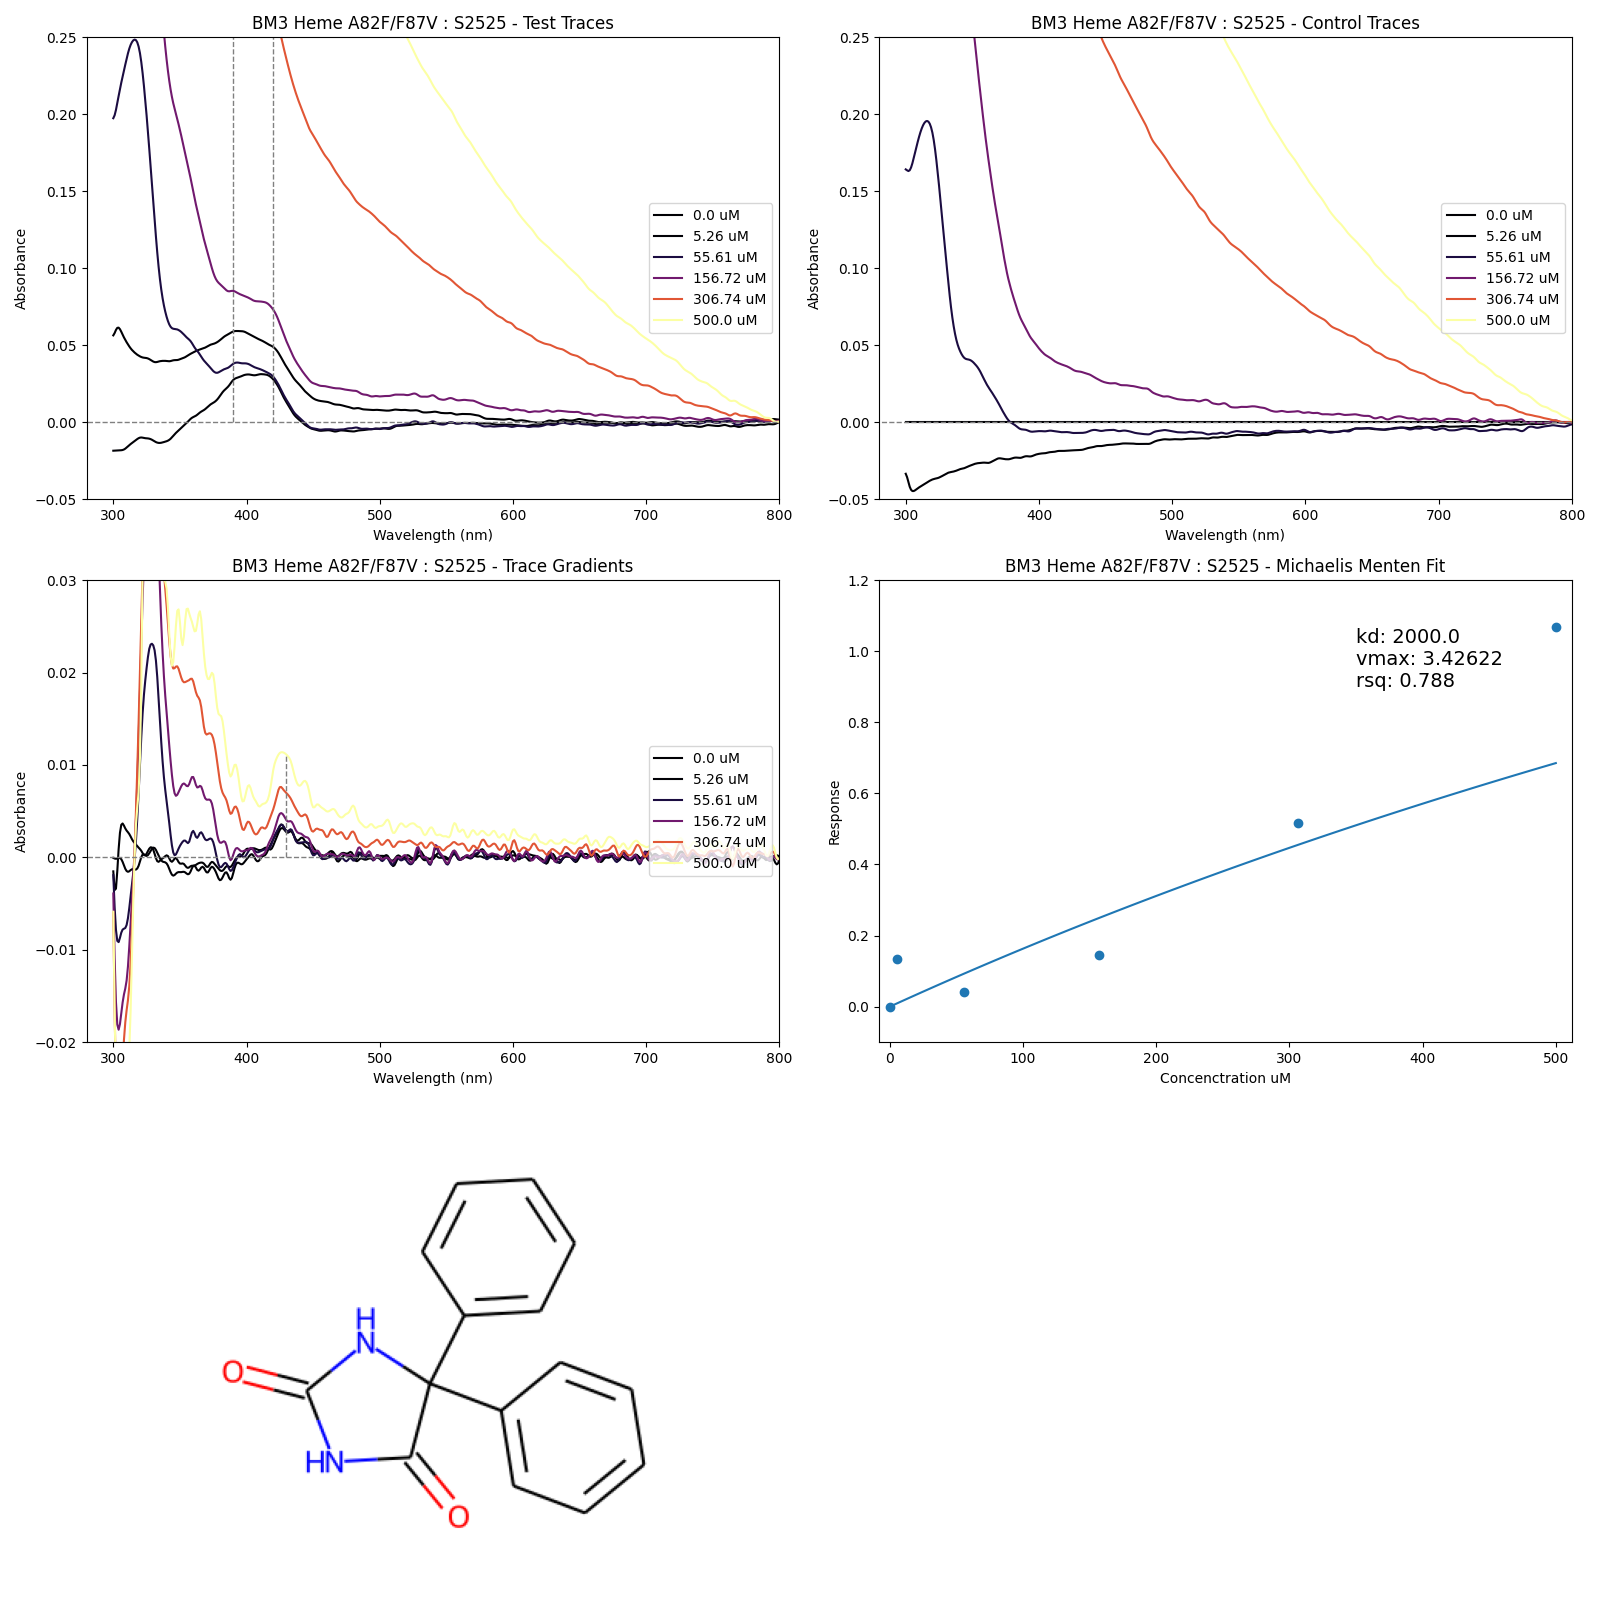 BM3 Heme A82F/F87V : S2525 - Test Traces
Absorbance
0.25
0.20
0.15
0.10
0.05
0.00
−0.05
300 400 500 600 700 800
Wavelength (nm)
0.0 uM
5.26 uM
55.61 uM
156.72 uM
306.74 uM
500.0 uM
BM3 Heme A82F/F87V : S2525 - Control Traces
Absorbance
0.25
0.20
0.15
0.10
0.05
0.00
−0.05
300 400 500 600 700 800
Wavelength (nm)
0.0 uM
5.26 uM
55.61 uM
156.72 uM
306.74 uM
500.0 uM
BM3 Heme A82F/F87V : S2525 - Trace Gradients
Absorbance
0.03
0.02
0.01
0.00
−0.01
−0.02
300 400 500 600 700 800
Wavelength (nm)
0.0 uM
5.26 uM
55.61 uM
156.72 uM
306.74 uM
500.0 uM
BM3 Heme A82F/F87V : S2525 - Michaelis Menten Fit
Response
1.2
1.0
0.8
0.6
0.4
0.2
0.0
0 100 200 300 400 500
Concenctration uM
kd: 2000.0
vmax: 3.42622
rsq: 0.788
H
N
O
HN
O